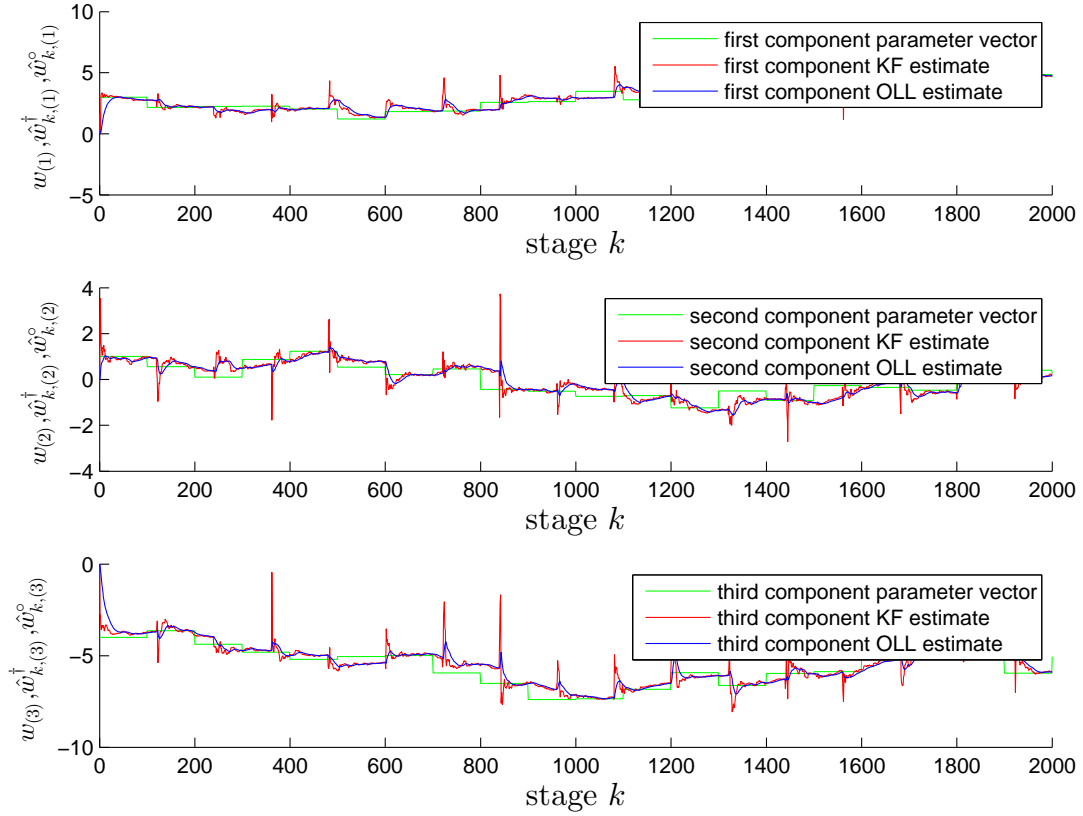 w₍₁₎, ŵ†ₖ,₍₁₎, ŵ°ₖ,₍₁₎
10
5
0
−5
first component parameter vector
first component KF estimate
first component OLL estimate
0 200 400 600 800 1000 1200 1400 1600 1800 2000
stage k
w₍₂₎, ŵ†ₖ,₍₂₎, ŵ°ₖ,₍₂₎
4
2
0
−2
−4
second component parameter vector
second component KF estimate
second component OLL estimate
0 200 400 600 800 1000 1200 1400 1600 1800 2000
stage k
w₍₃₎, ŵ†ₖ,₍₃₎, ŵ°ₖ,₍₃₎
0
−5
−10
third component parameter vector
third component KF estimate
third component OLL estimate
0 200 400 600 800 1000 1200 1400 1600 1800 2000
stage k